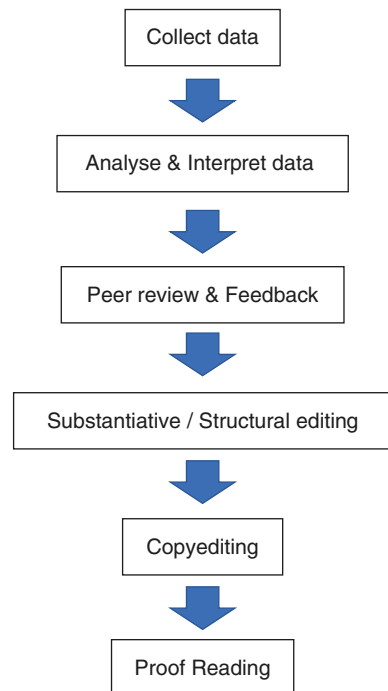 Collect data
Analyse & Interpret data
Peer review & Feedback
Substantiative / Structural editing
Copyediting
Proof Reading